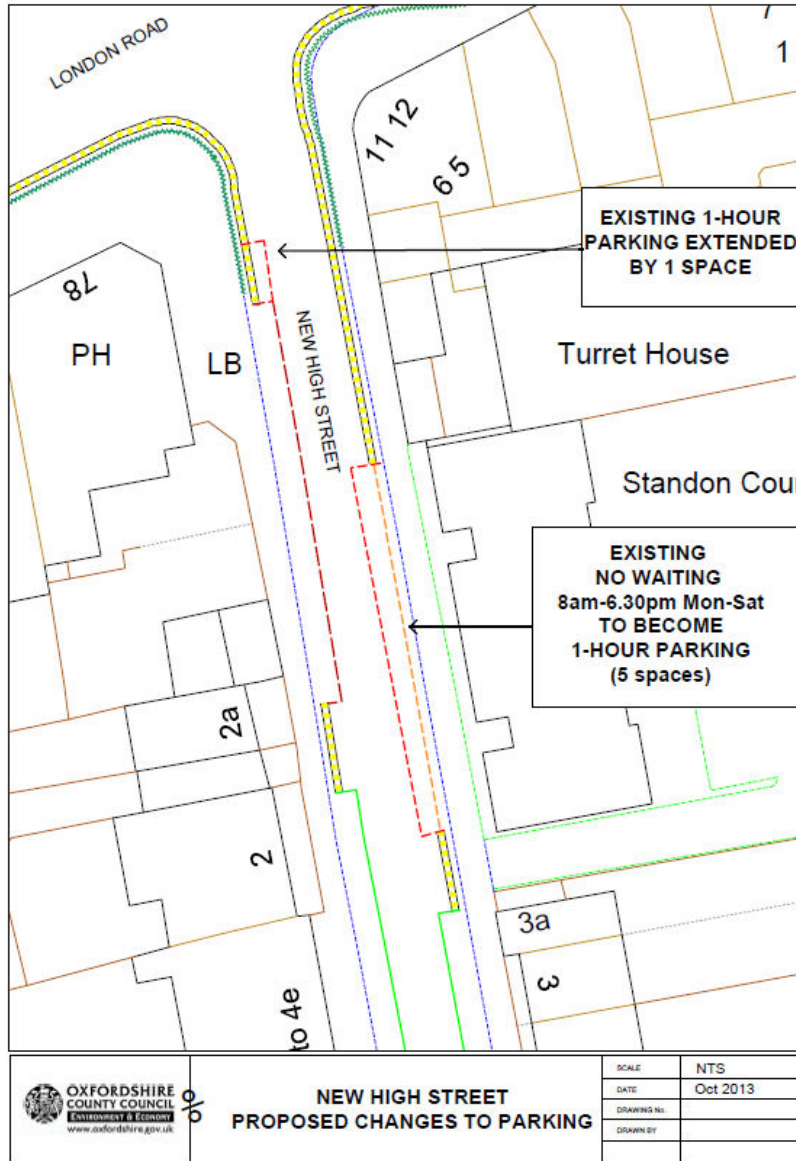 LONDON ROAD
7
1
11 12
6 5
EXISTING 1-HOUR
PARKING EXTENDED
BY 1 SPACE
78
PH
LB
NEW HIGH STREET
Turret House
Standon Cour
EXISTING
NO WAITING
8am-6.30pm Mon-Sat
TO BECOME
1-HOUR PARKING
(5 spaces)
2a
2
3a
3
to 4e
OXFORDSHIRE
COUNTY COUNCIL
ENVIRONMENT & ECONOMY
www.oxfordshire.gov.uk
NEW HIGH STREET
PROPOSED CHANGES TO PARKING
SCALE NTS
DATE Oct 2013
DRAWING No.
DRAWN BY